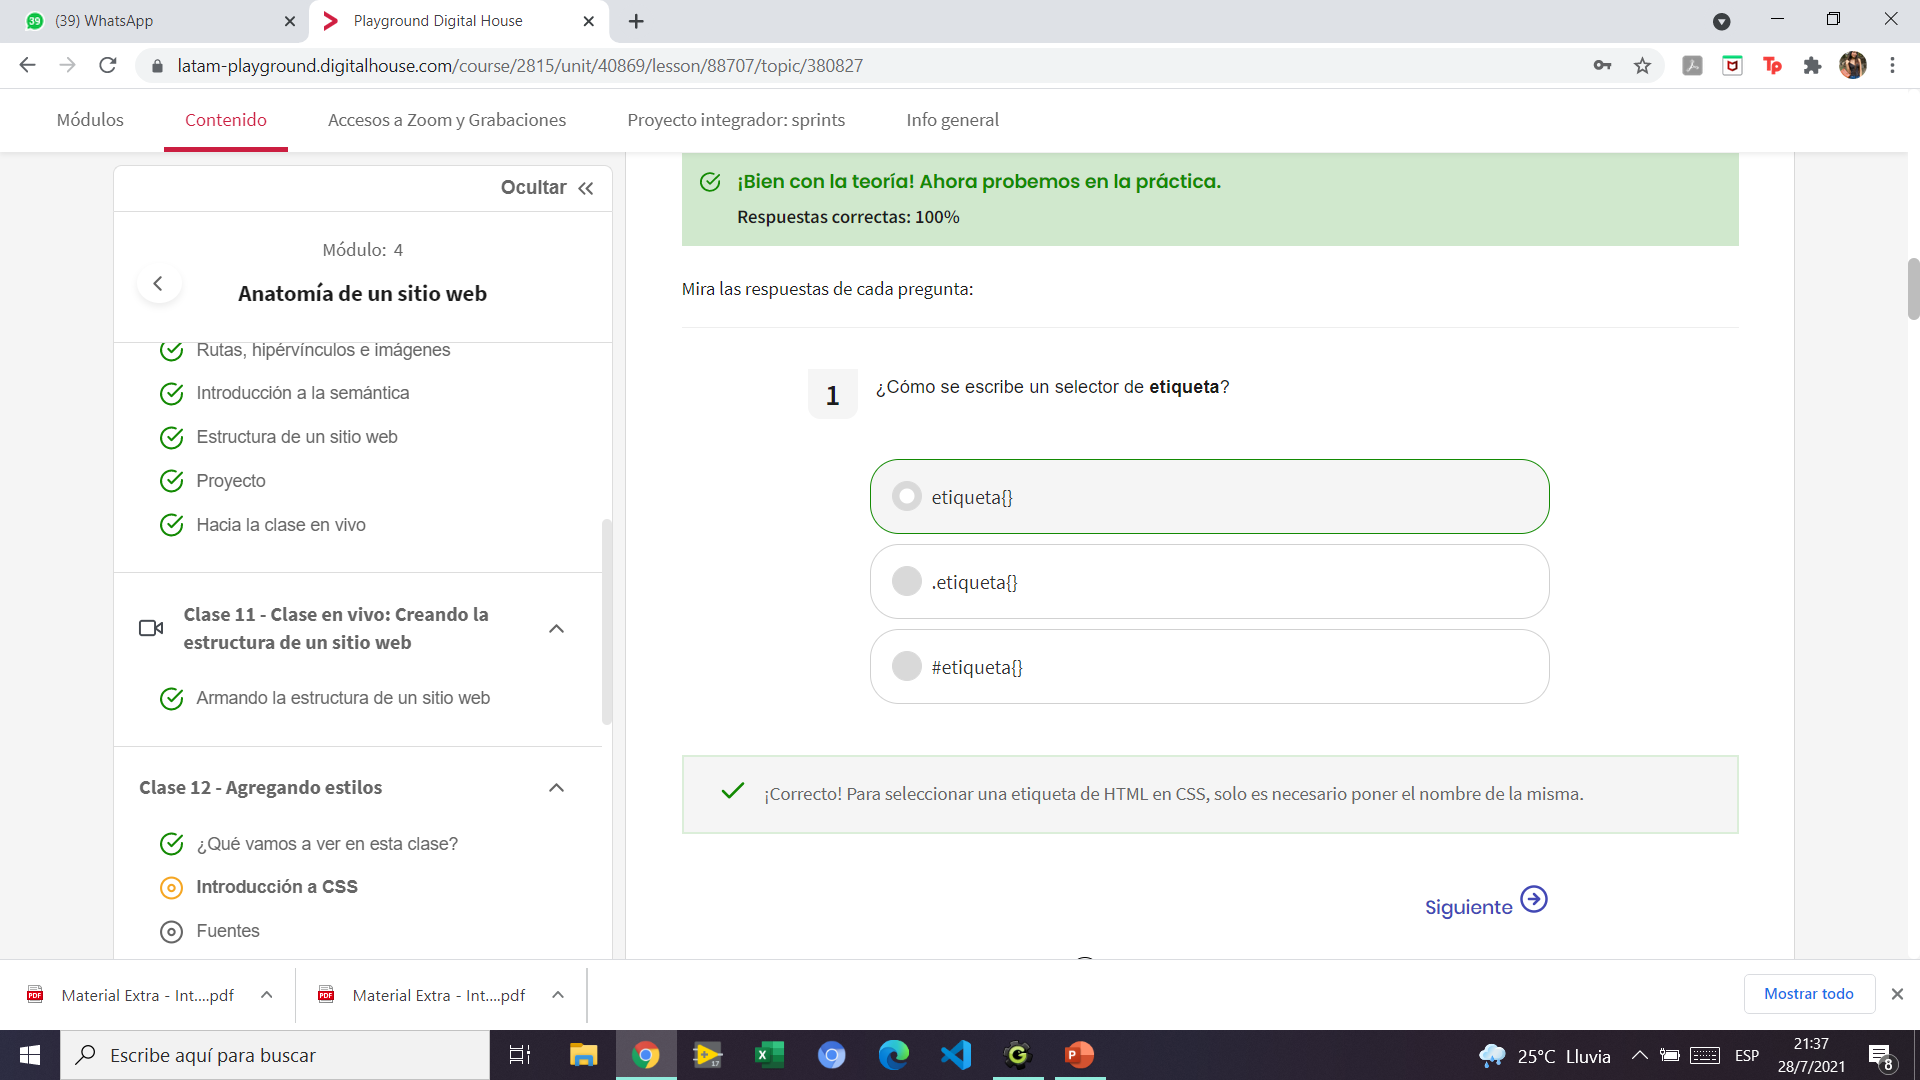 39
(39) WhatsApp
Playground Digital House
latam-playground.digitalhouse.com/course/2815/unit/40869/lesson/88707/topic/380827
Tp
Módulos
Contenido
Accesos a Zoom y Grabaciones
Proyecto integrador: sprints
Info general
Ocultar
Módulo: 4
Anatomía de un sitio web
Rutas, hipérvínculos e imágenes
Introducción a la semántica
Estructura de un sitio web
Proyecto
Hacia la clase en vivo
Clase 11 - Clase en vivo: Creando la
estructura de un sitio web
Armando la estructura de un sitio web
Clase 12 - Agregando estilos
¿Qué vamos a ver en esta clase?
Introducción a CSS
Fuentes
¡Bien con la teoría! Ahora probemos en la práctica.
Respuestas correctas: 100%
Mira las respuestas de cada pregunta:
1
¿Cómo se escribe un selector de etiqueta?
etiqueta{}
.etiqueta{}
#etiqueta{}
¡Correcto! Para seleccionar una etiqueta de HTML en CSS, solo es necesario poner el nombre de la misma.
Siguiente
PDF
Material Extra - Int....pdf
PDF
Material Extra - Int....pdf
Mostrar todo
Escribe aquí para buscar
25°C Lluvia
ESP
21:37
28/7/2021
8